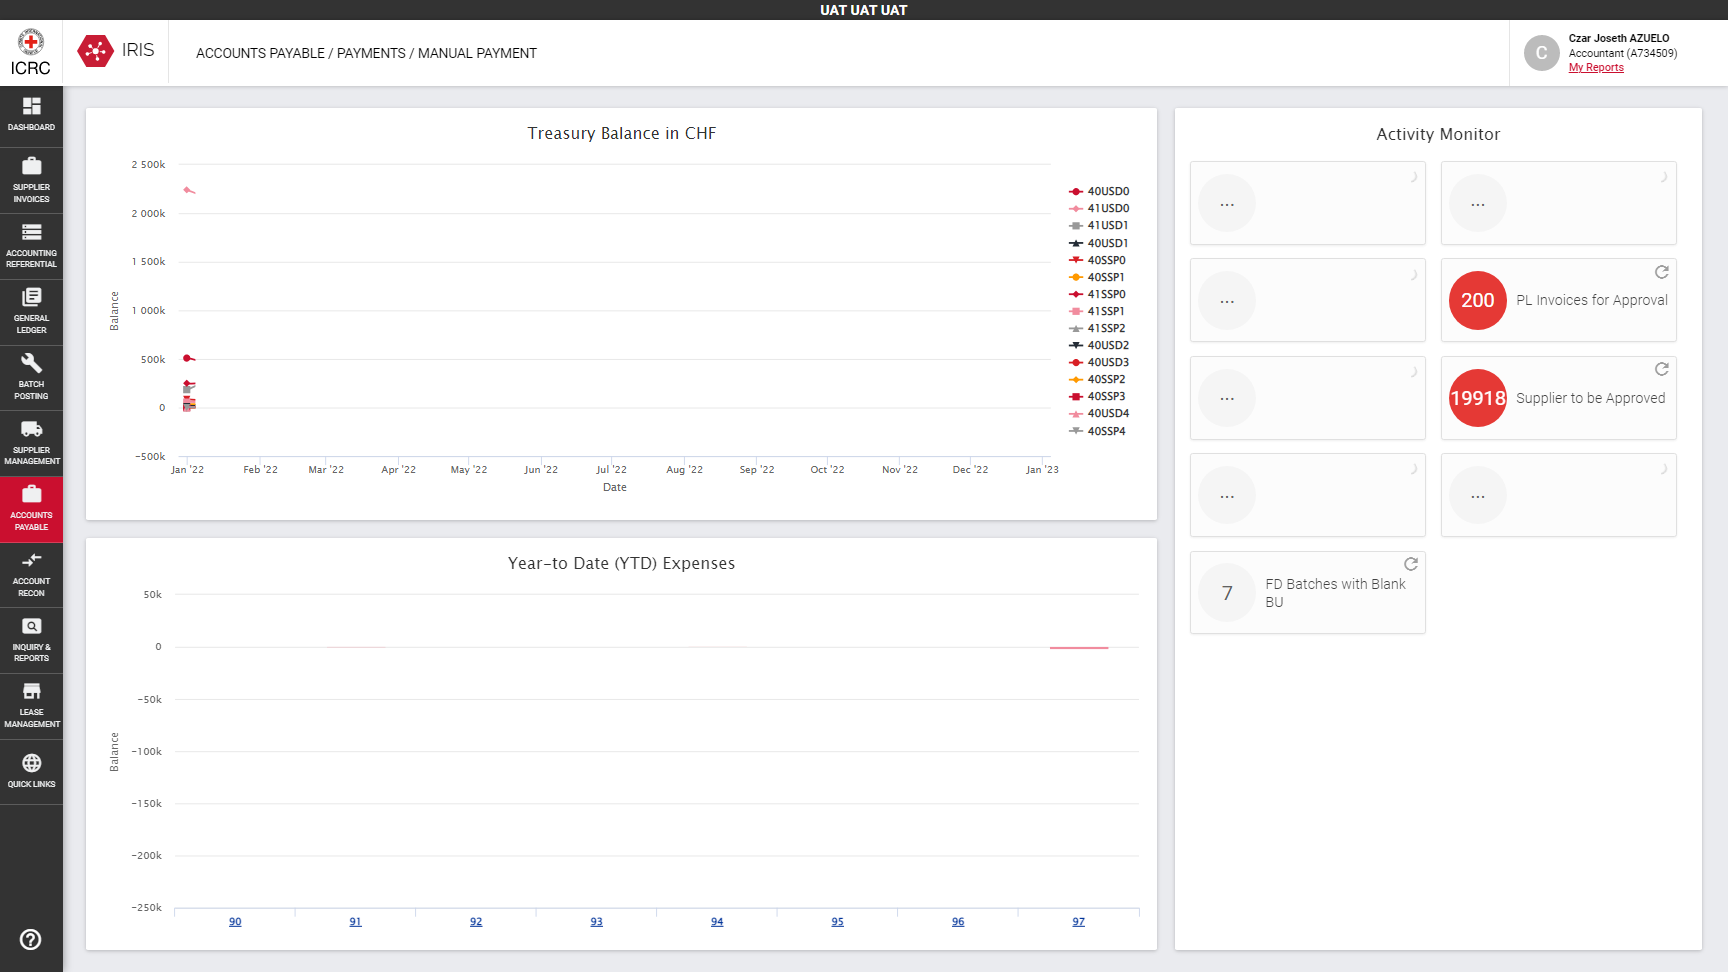 UAT UAT UAT
ICRC
IRIS
ACCOUNTS PAYABLE / PAYMENTS / MANUAL PAYMENT
C
Czar Joseth AZUELO
Accountant (A734509)
My Reports
DASHBOARD
SUPPLIER
INVOICES
ACCOUNTING
REFERENTIAL
GENERAL
LEDGER
BATCH
POSTING
SUPPLIER
MANAGEMENT
ACCOUNTS
PAYABLE
ACCOUNT
RECON
INQUIRY &
REPORTS
LEASE
MANAGEMENT
QUICK LINKS
Treasury Balance in CHF
Balance
2 500k
2 000k
1 500k
1 000k
500k
0
-500k
Jan '22 Feb '22 Mar '22 Apr '22 May '22 Jun '22 Jul '22 Aug '22 Sep '22 Oct '22 Nov '22 Dec '22 Jan '23
Date
40USD0
41USD0
41USD1
40USD1
40SSP0
40SSP1
41SSP0
41SSP1
41SSP2
40USD2
40USD3
40SSP2
40SSP3
40USD4
40SSP4
Year-to Date (YTD) Expenses
Balance
50k
0
-50k
-100k
-150k
-200k
-250k
90 91 92 93 94 95 96 97
Activity Monitor
... ...
...
200 PL Invoices for Approval
...
19918 Supplier to be Approved
... ...
7 FD Batches with Blank
BU